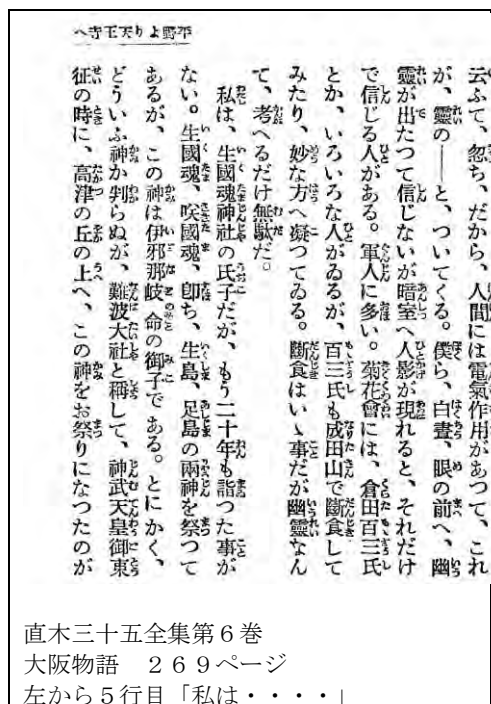 平野より天王寺へ
云ふて、忽ち、だから、人間には電氣作用があつて、これ
が、靈の――と、ついてくる。僕ら、白晝、眼の前へ、幽
靈が出たつて信じないが暗室へ人影が現れると、それだけ
で信じる人がある。軍人に多い。菊花會には、倉田百三氏
とか、いろいろな人がゐるが、百三氏も成田山で斷食して
みたり、妙な方へ凝つてゐる。斷食はいゝ事だが幽靈なん
て、考へるだけ無駄だ。
私は、生國魂神社の氏子だが、もう二十年も詣つた事が
ない。生國魂、咲國魂、卽ち、生島、足島の兩神を祭つて
あるが、この神は伊邪那岐命の御子である。とにかく、
どういふ神か判らぬが、難波大社と稱して、神武天皇御東
征の時に、高津の丘の上へ、この神をお祭りになつたのが
直木三十五全集第6巻
大阪物語 269ページ
左から5行目「私は・・・・」